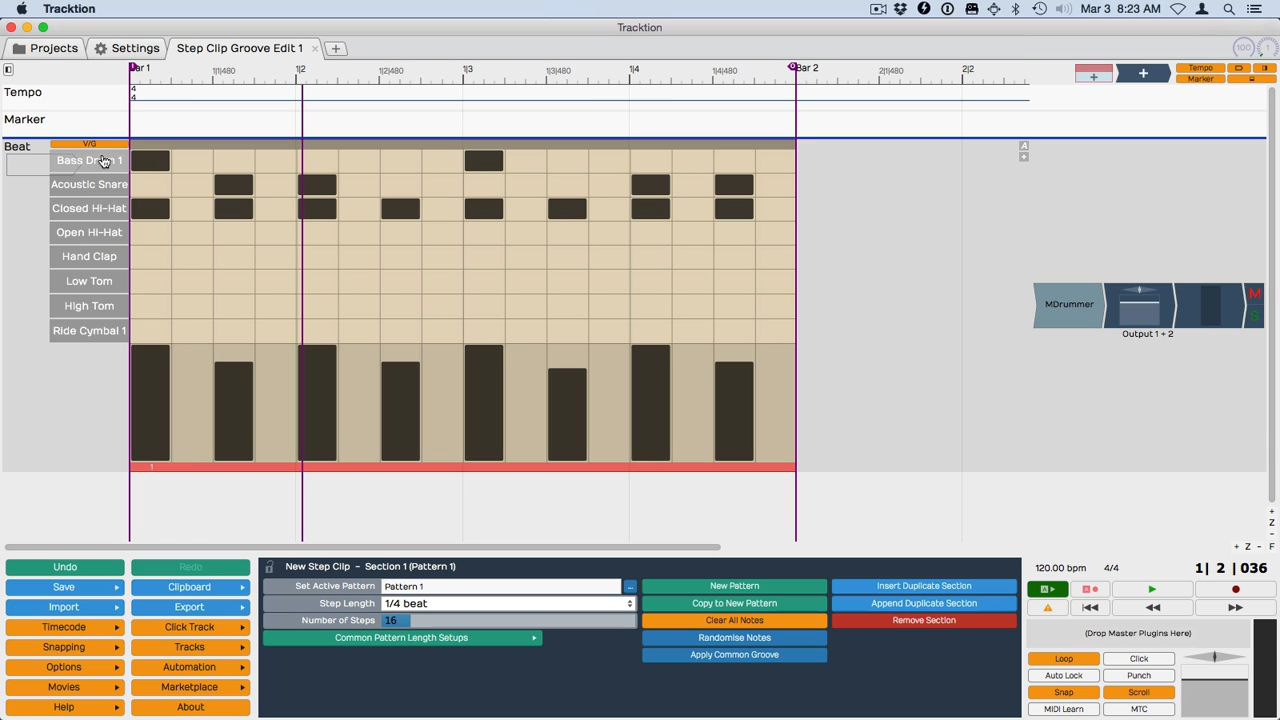 Tracktion
Mar 3 8:23 AM
Tracktion
Projects
Settings
Step Clip Groove Edit 1
100
1
Bar 1
1|1|480
1|2
1|2|480
1|3
1|3|480
1|4
1|4|480
Bar 2
2|1|480
2|2
Tempo
Marker
Tempo
4
4
Marker
Beat
V/G
Bass Drum 1
A
Acoustic Snare
Closed Hi-Hat
Open Hi-Hat
Hand Clap
Low Tom
High Tom
Ride Cymbal 1
MDrummer
M
S
Output 1 + 2
1
+
Z
-
+ Z - F
Undo
Redo
Save
Clipboard
Import
Export
Timecode
Click Track
Snapping
Tracks
Options
Automation
Movies
Marketplace
Help
About
New Step Clip - Section 1 (Pattern 1)
Set Active Pattern
Pattern 1
...
Step Length
1/4 beat
Number of Steps
16
Common Pattern Length Setups
New Pattern
Copy to New Pattern
Clear All Notes
Randomise Notes
Apply Common Groove
Insert Duplicate Section
Append Duplicate Section
Remove Section
120.00 bpm
4/4
1| 2 |036
A
A
(Drop Master Plugins Here)
Loop
Click
Auto Lock
Punch
Snap
Scroll
MIDI Learn
MTC